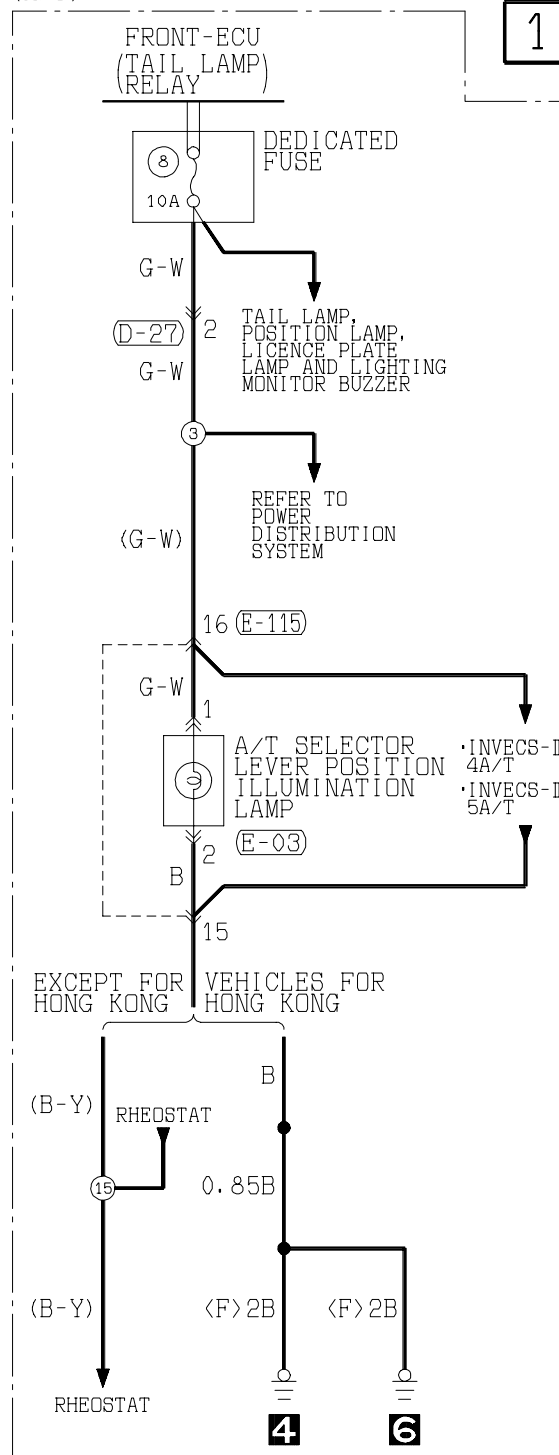 1
FRONT-ECU
(TAIL LAMP
RELAY)
DEDICATED
FUSE
8
10A
G-W
D-27
2
G-W
TAIL LAMP,
POSITION LAMP,
LICENCE PLATE
LAMP AND LIGHTING
MONITOR BUZZER
3
REFER TO
POWER
DISTRIBUTION
SYSTEM
(G-W)
16 E-115
G-W
1
A/T SELECTOR
LEVER POSITION
ILLUMINATION
LAMP
·INVECS-II
4A/T
·INVECS-II
5A/T
2
E-03
B
15
EXCEPT FOR
HONG KONG
VEHICLES FOR
HONG KONG
(B-Y)
RHEOSTAT
B
15
0.85B
(B-Y)
<F>2B
<F>2B
RHEOSTAT
4
6